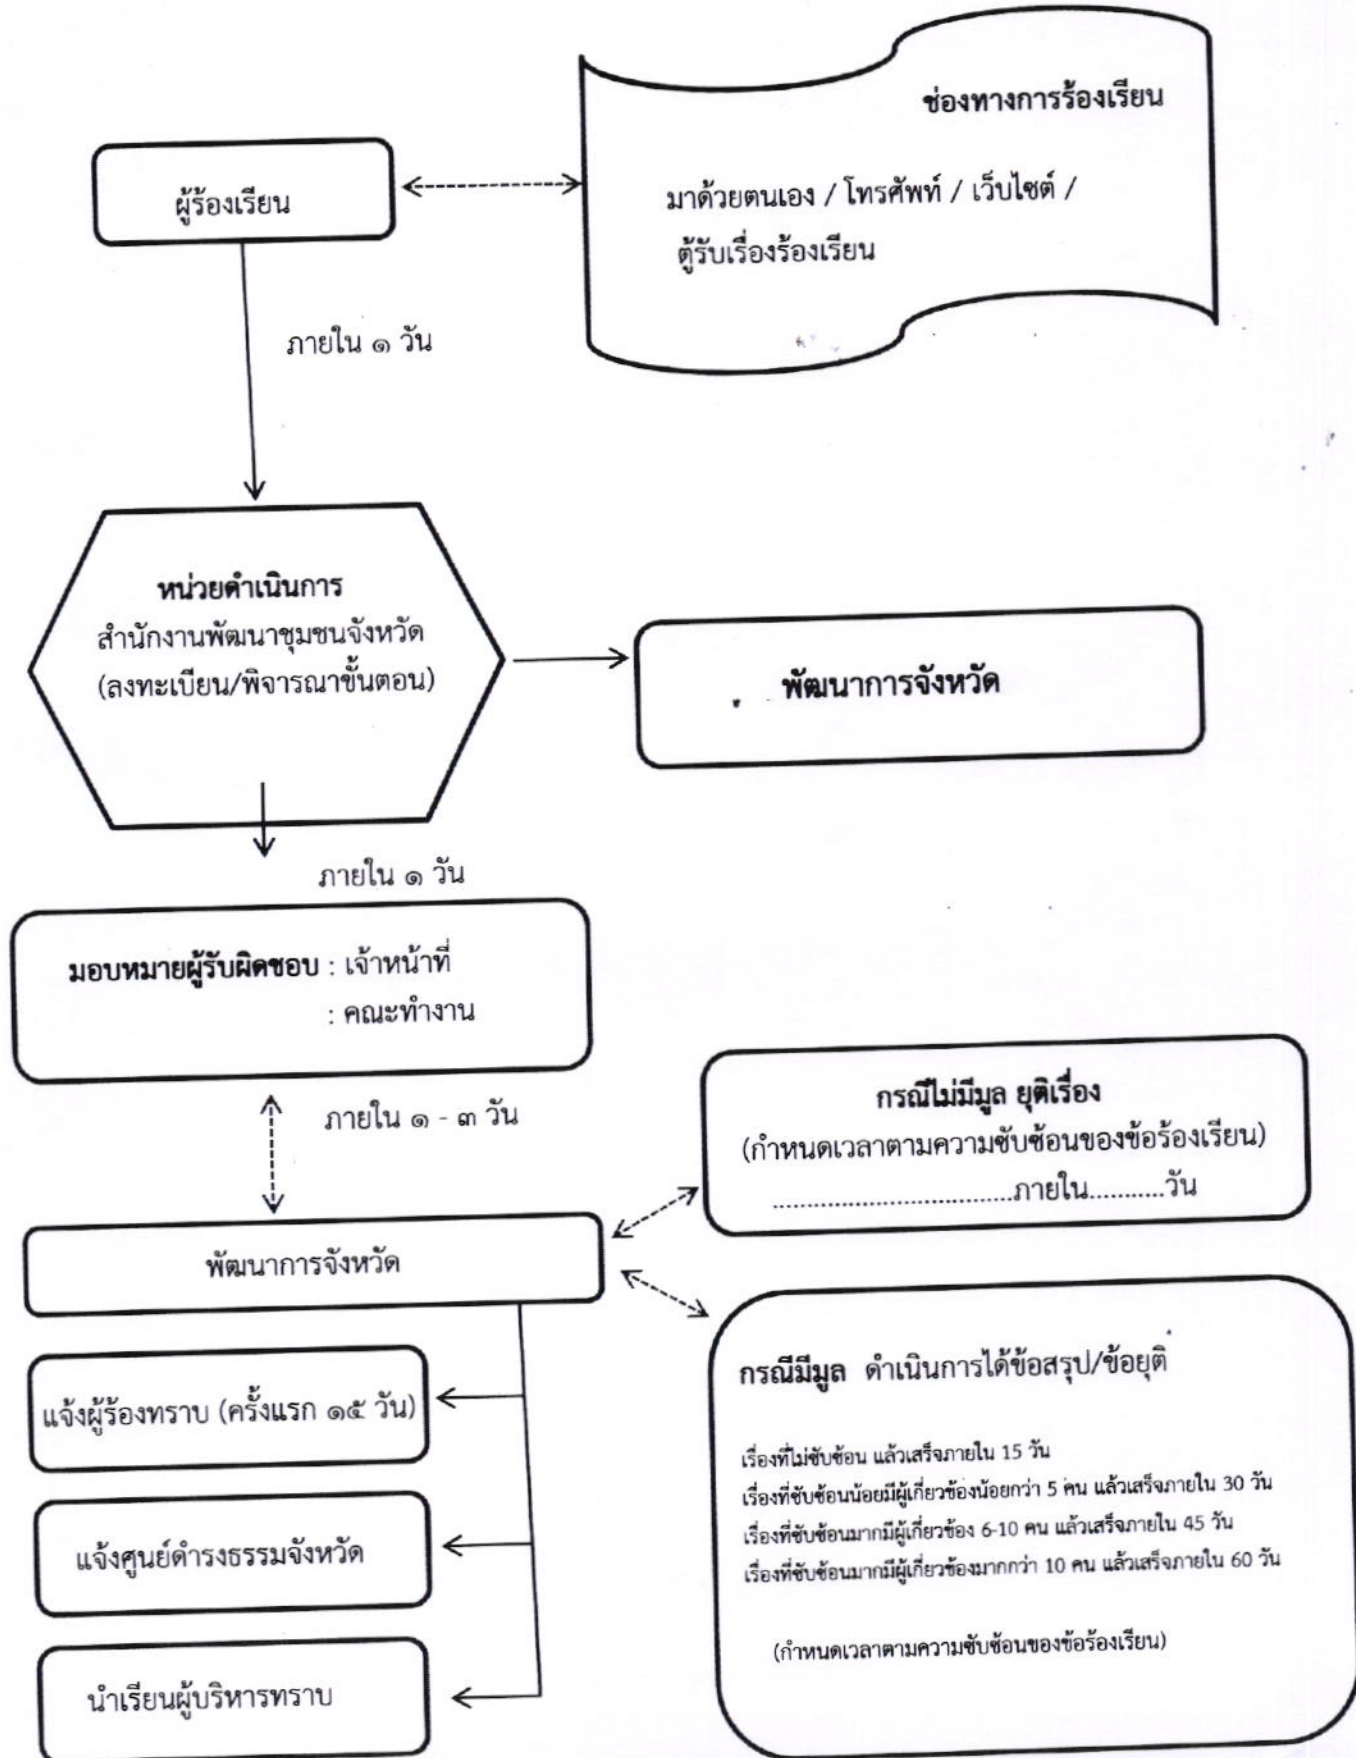 ช่องทางการร้องเรียน
ผู้ร้องเรียน
มาด้วยตนเอง / โทรศัพท์ / เว็บไซต์ /
ตู้รับเรื่องร้องเรียน
ภายใน ๑ วัน
หน่วยดำเนินการ
สำนักงานพัฒนาชุมชนจังหวัด
(ลงทะเบียน/พิจารณาขั้นตอน)
พัฒนาการจังหวัด
ภายใน ๑ วัน
มอบหมายผู้รับผิดชอบ : เจ้าหน้าที่
: คณะทำงาน
ภายใน ๑ - ๓ วัน
กรณีไม่มีมูล ยุติเรื่อง
(กำหนดเวลาตามความซับซ้อนของข้อร้องเรียน)
...................................ภายใน...........วัน
พัฒนาการจังหวัด
แจ้งผู้ร้องทราบ (ครั้งแรก ๑๕ วัน)
แจ้งศูนย์ดำรงธรรมจังหวัด
นำเรียนผู้บริหารทราบ
กรณีมีมูล ดำเนินการได้ข้อสรุป/ข้อยุติ
เรื่องที่ไม่ซับซ้อน แล้วเสร็จภายใน 15 วัน
เรื่องที่ซับซ้อนน้อยมีผู้เกี่ยวข้องน้อยกว่า 5 คน แล้วเสร็จภายใน 30 วัน
เรื่องที่ซับซ้อนมากมีผู้เกี่ยวข้อง 6-10 คน แล้วเสร็จภายใน 45 วัน
เรื่องที่ซับซ้อนมากมีผู้เกี่ยวข้องมากกว่า 10 คน แล้วเสร็จภายใน 60 วัน
(กำหนดเวลาตามความซับซ้อนของข้อร้องเรียน)